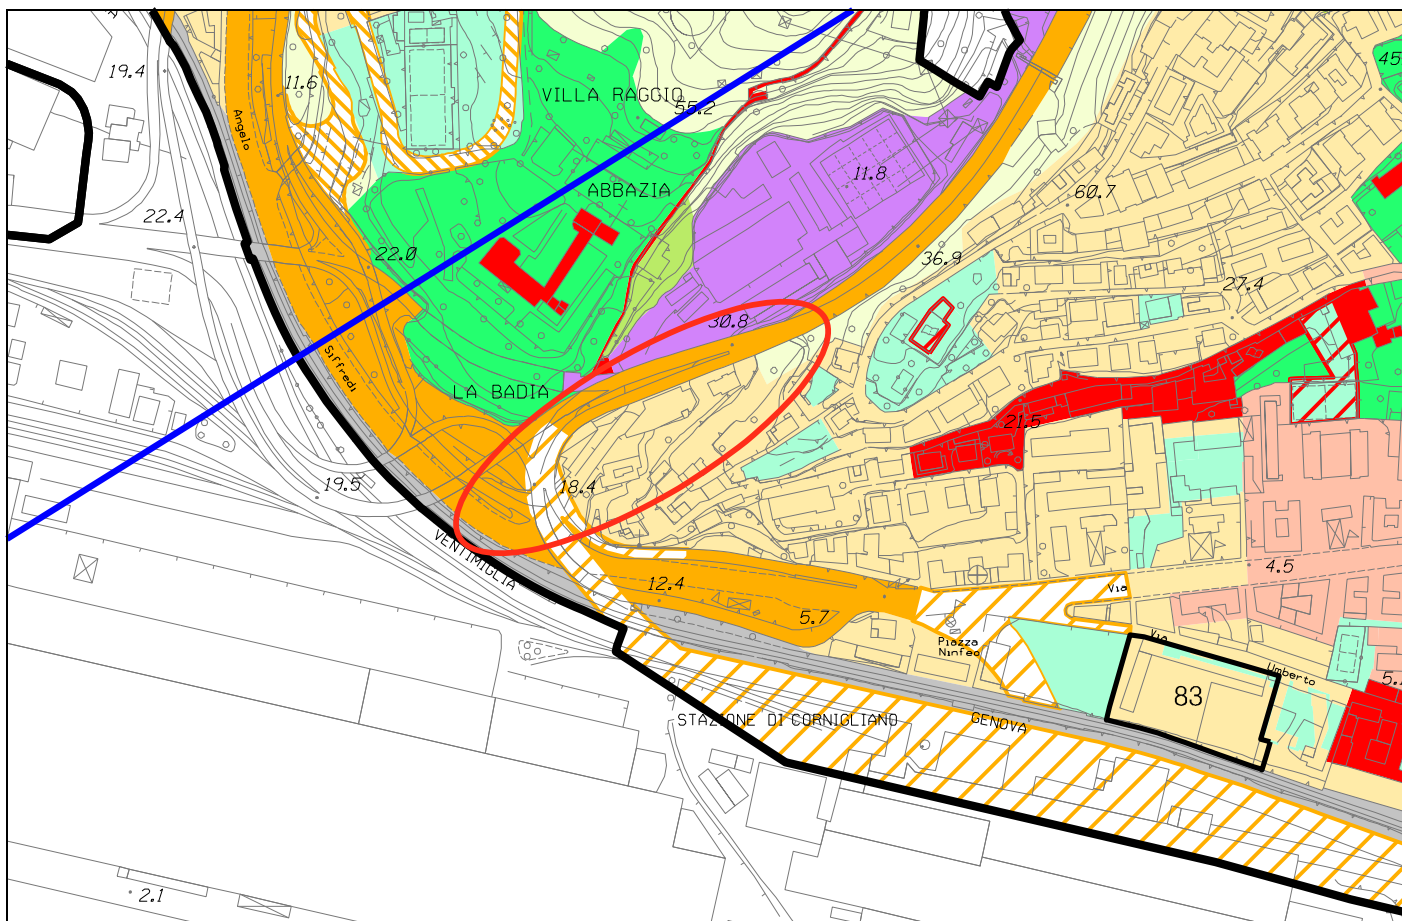 19.4
11.6
45
Angelo
VILLA RAGGIO
55.2
11.8
ABBAZIA
60.7
22.4
22.0
36.9
27.4
30.8
Siffredi
LA BADIA
21.5
19.5
18.4
VENTIMIGLIA
12.4
4.5
Via
5.7
Piazza
Ninfeo
Via
Umberto
5.
83
STAZIONE DI CORNIGLIANO
GENOVA
2.1